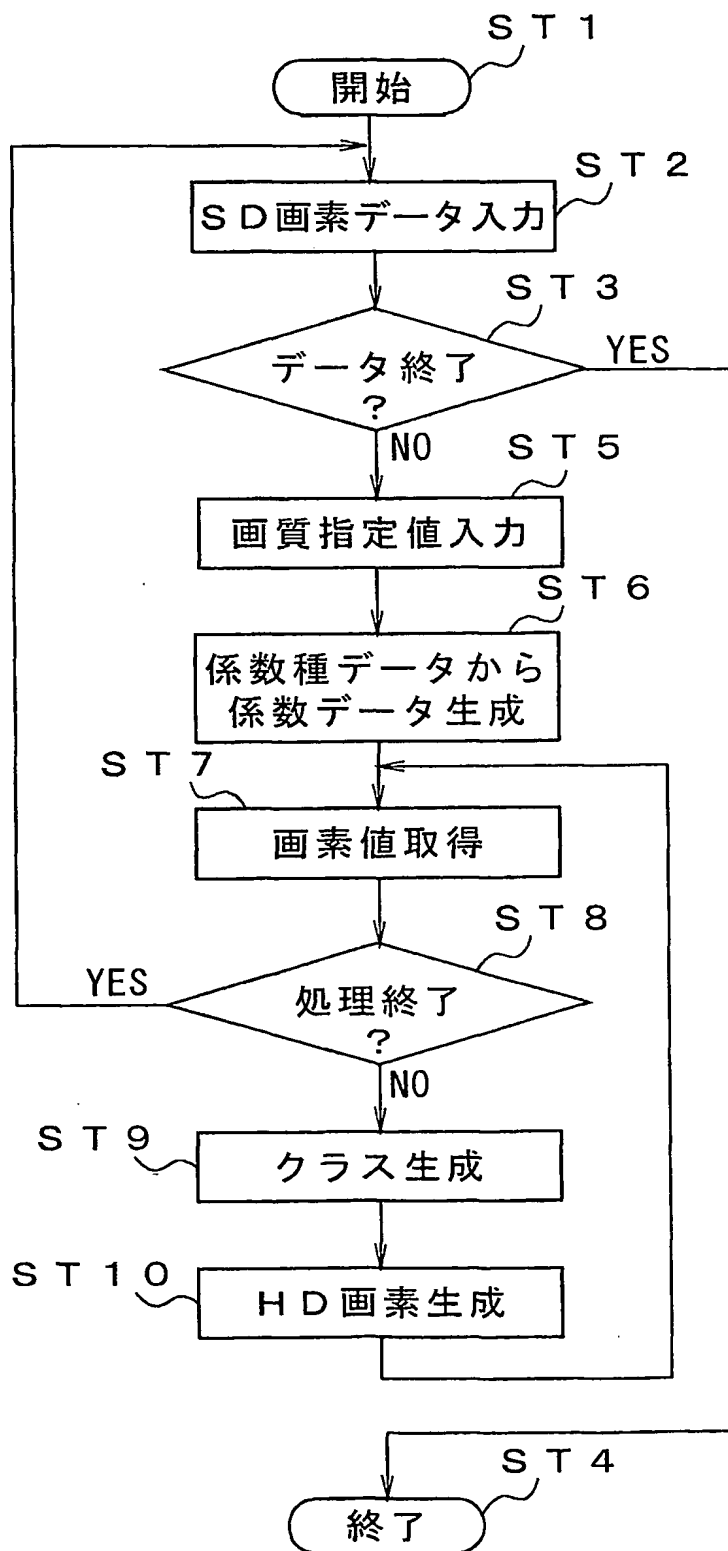 ＳＴ１
開始
ＳＴ２
ＳＤ画素データ入力
ＳＴ３
データ終了
?
YES
NO
ＳＴ５
画質指定値入力
ＳＴ６
係数種データから
係数データ生成
ＳＴ７
画素値取得
ＳＴ８
処理終了
?
YES
NO
ＳＴ９
クラス生成
ＳＴ１０
ＨＤ画素生成
ＳＴ４
終了